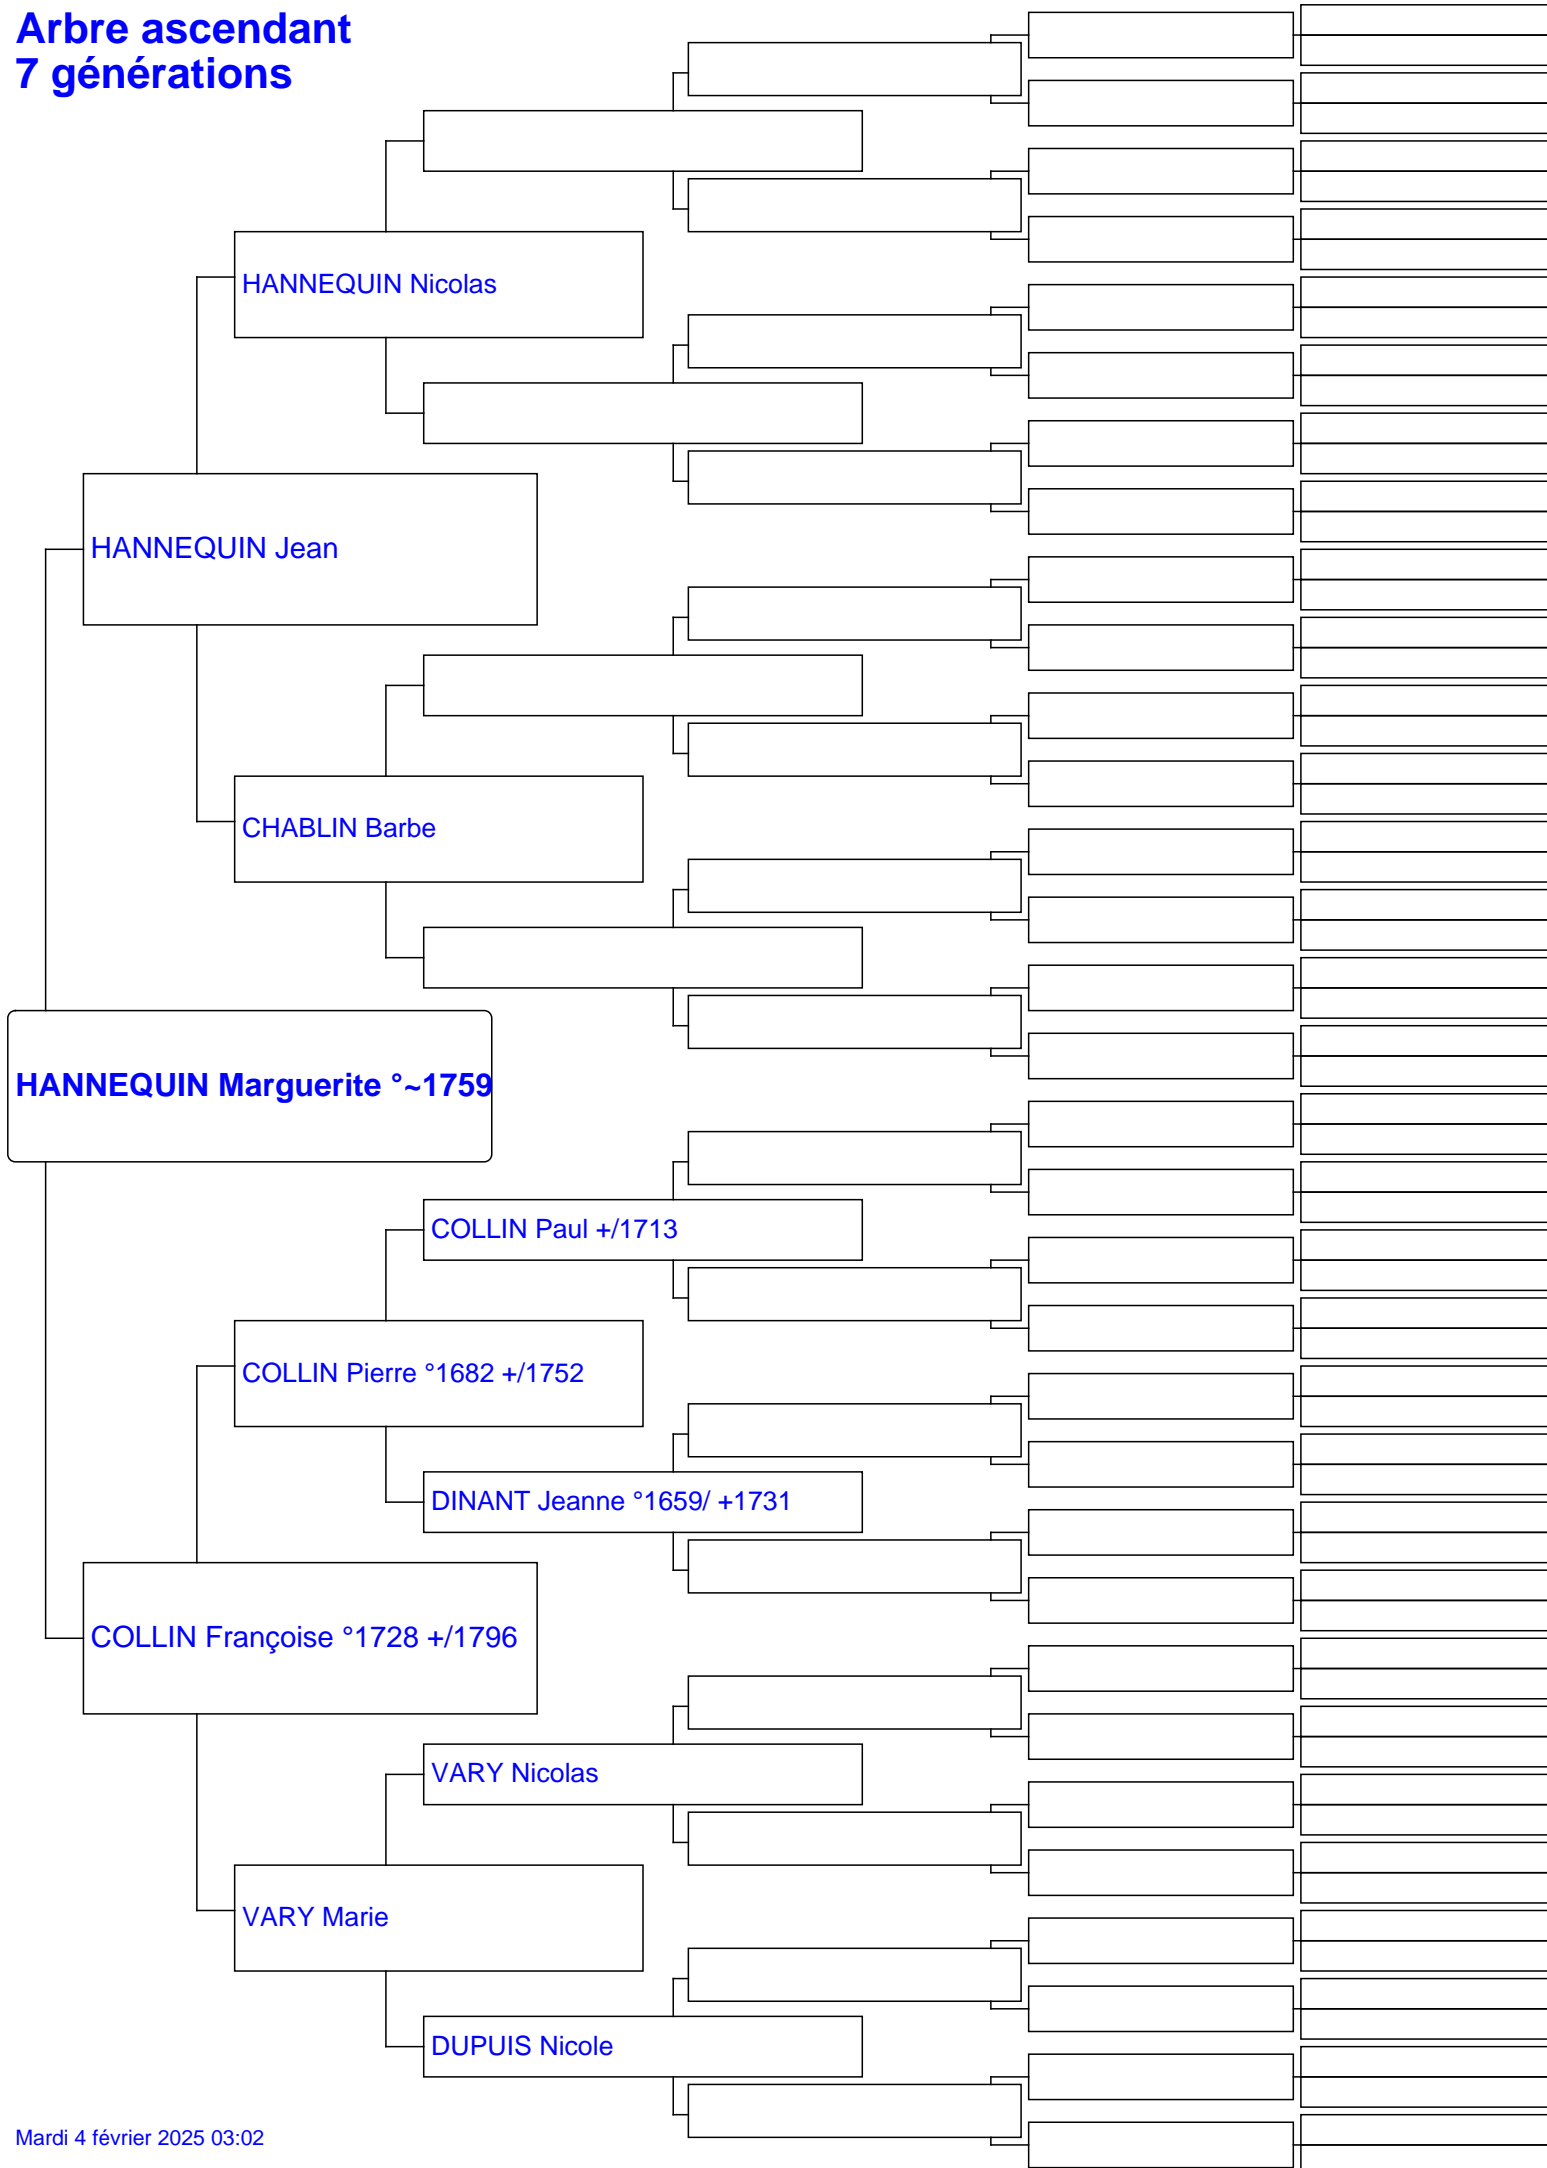 Arbre ascendant
7 générations
HANNEQUIN Nicolas
HANNEQUIN Jean
CHABLIN Barbe
HANNEQUIN Marguerite °~1759
COLLIN Paul +/1713
COLLIN Pierre °1682 +/1752
DINANT Jeanne °1659/ +1731
COLLIN Françoise °1728 +/1796
VARY Nicolas
VARY Marie
DUPUIS Nicole
Mardi 4 février 2025 03:02